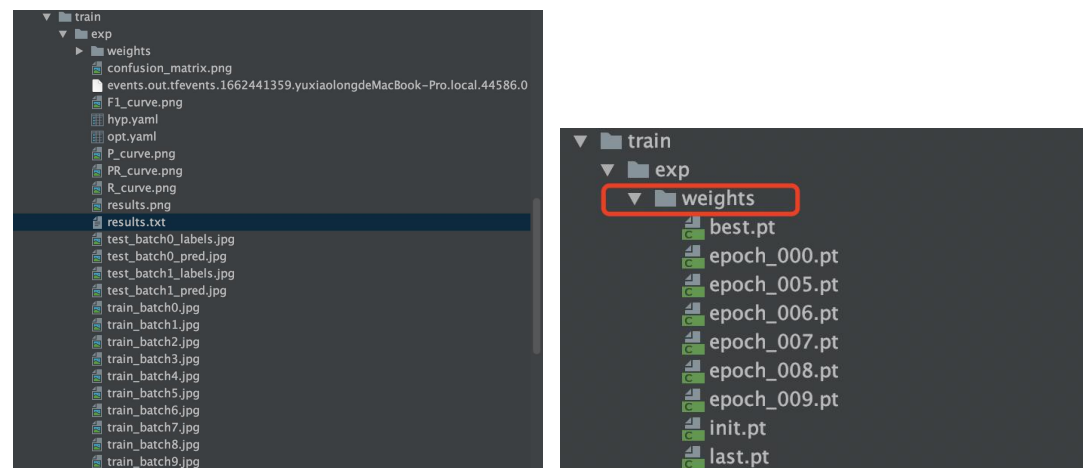 train
exp
weights
confusion_matrix.png
events.out.tfevents.1662441359.yuxiaolongdeMacBook-Pro.local.44586.0
F1_curve.png
hyp.yaml
opt.yaml
P_curve.png
PR_curve.png
R_curve.png
results.png
results.txt
test_batch0_labels.jpg
test_batch0_pred.jpg
test_batch1_labels.jpg
test_batch1_pred.jpg
train_batch0.jpg
train_batch1.jpg
train_batch2.jpg
train_batch3.jpg
train_batch4.jpg
train_batch5.jpg
train_batch6.jpg
train_batch7.jpg
train_batch8.jpg
train_batch9.jpg
train
exp
weights
best.pt
epoch_000.pt
epoch_005.pt
epoch_006.pt
epoch_007.pt
epoch_008.pt
epoch_009.pt
init.pt
last.pt